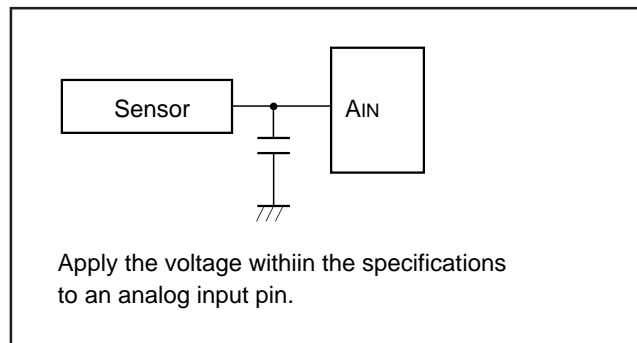 Sensor
AIN
Apply the voltage withiin the specifications
to an analog input pin.